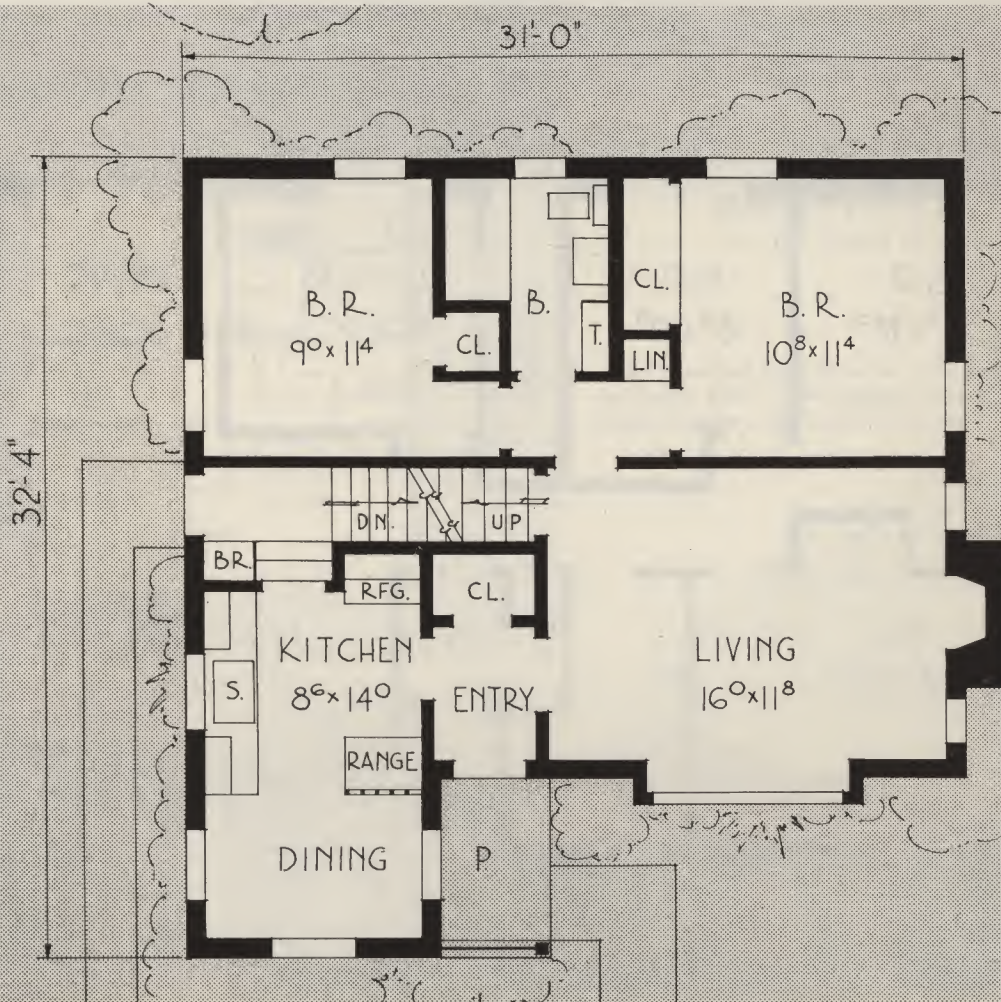 31'-0"
32'-4"
B. R.
9⁰ x 11⁴
CL.
B.
T.
CL.
LIN.
B. R.
10⁸ x 11⁴
DN.
UP
BR.
RFG.
CL.
KITCHEN
8⁶ x 14⁰
S.
ENTRY
LIVING
16⁰ x 11⁸
RANGE
DINING
P.